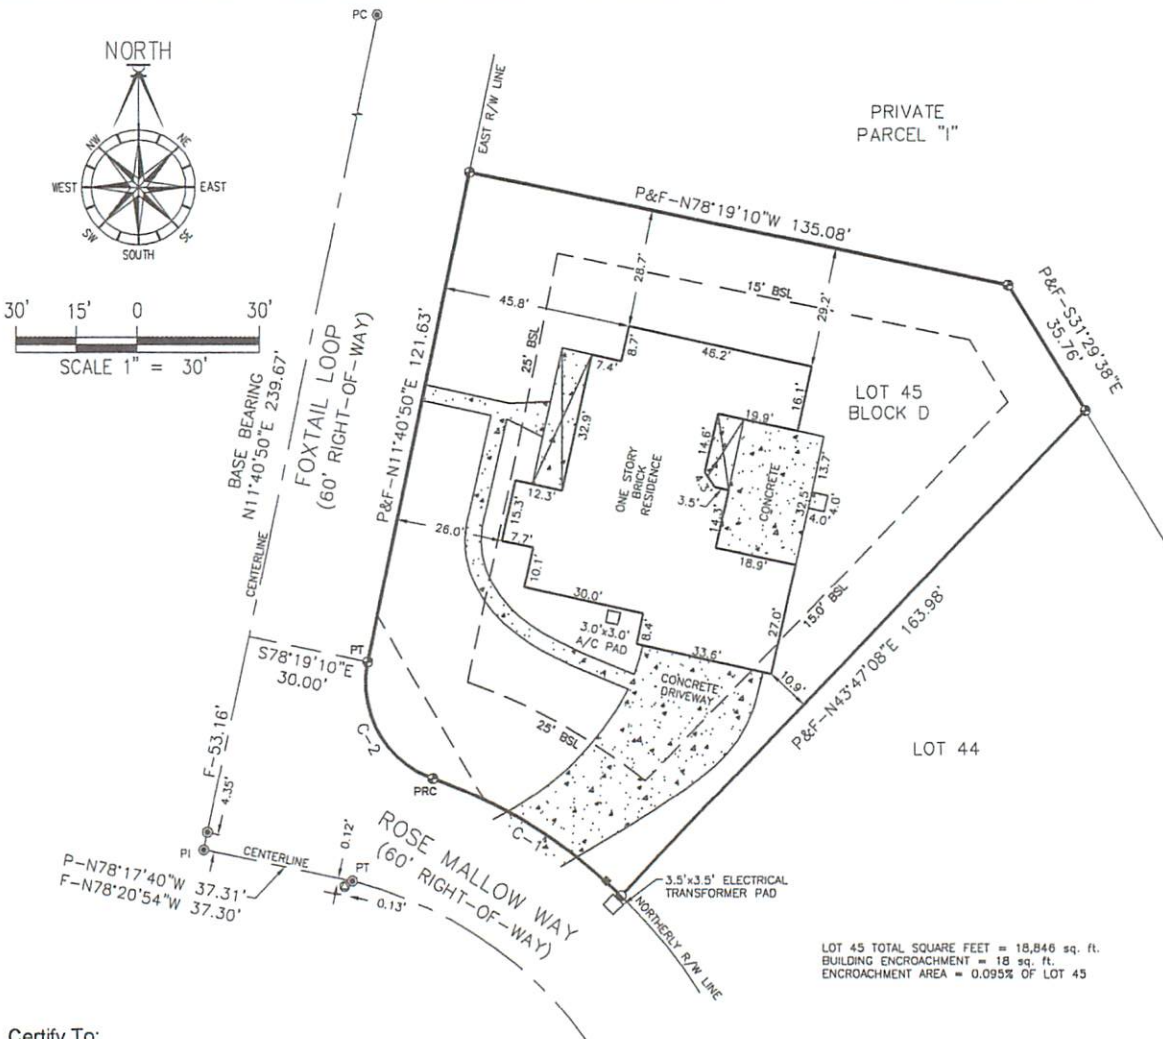 PC
NORTH
NW
NE
WEST
EAST
SW
SE
SOUTH
30'
15'
0
30'
SCALE 1" = 30'
EAST R/W LINE
PRIVATE
PARCEL "I"
P&F-N78°19'10"W 135.08'
P&F-S31°29'38"E
35.76'
15' BSL
28.7'
29.2'
45.8'
25' BSL
8.7'
7.4'
46.2'
16.1'
LOT 45
BLOCK D
BASE BEARING
N11°40'50"E 239.67'
FOXTAIL LOOP
(60' RIGHT-OF-WAY)
P&F-N11°40'50"E 121.63'
32.9'
ONE STORY
BRICK
RESIDENCE
19.9'
14.6'
4.3'
3.5'
14.3'
CONCRETE
13.7'
32.5'
4.0'
4.0'
18.9'
12.3'
15.3'
26.0'
7.7'
10.1'
30.0'
3.0'x3.0'
A/C PAD
8.4'
33.6'
27.0'
15.0' BSL
10.9'
P&F-N43°47'08"E 163.98'
CENTERLINE
PT
S78°19'10"E
30.00'
CONCRETE
DRIVEWAY
25' BSL
LOT 44
C-2
PRC
F-53.16'
4.35'
PI
CENTERLINE
0.12'
PT
0.13'
P-N78°17'40"W 37.31'
F-N78°20'54"W 37.30'
ROSE MALLOW WAY
(60' RIGHT-OF-WAY)
C-1
3.5'x3.5' ELECTRICAL
TRANSFORMER PAD
NORTHERLY R/W LINE
LOT 45 TOTAL SQUARE FEET = 18,846 sq. ft.
BUILDING ENCROACHMENT = 18 sq. ft.
ENCROACHMENT AREA = 0.095% OF LOT 45
Certify To: